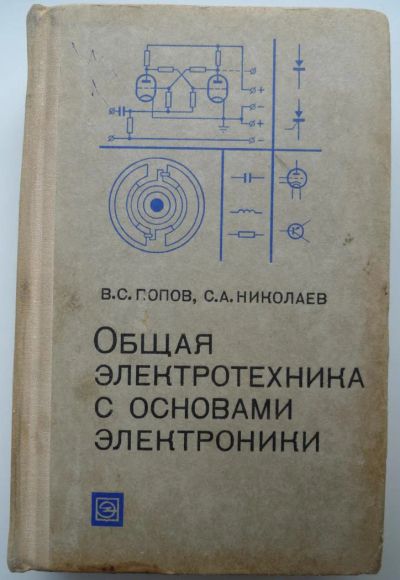 В.С.ПОПОВ, С.А.НИКОЛАЕВ
ОБЩАЯ
ЭЛЕКТРОТЕХНИКА
С ОСНОВАМИ
ЭЛЕКТРОНИКИ